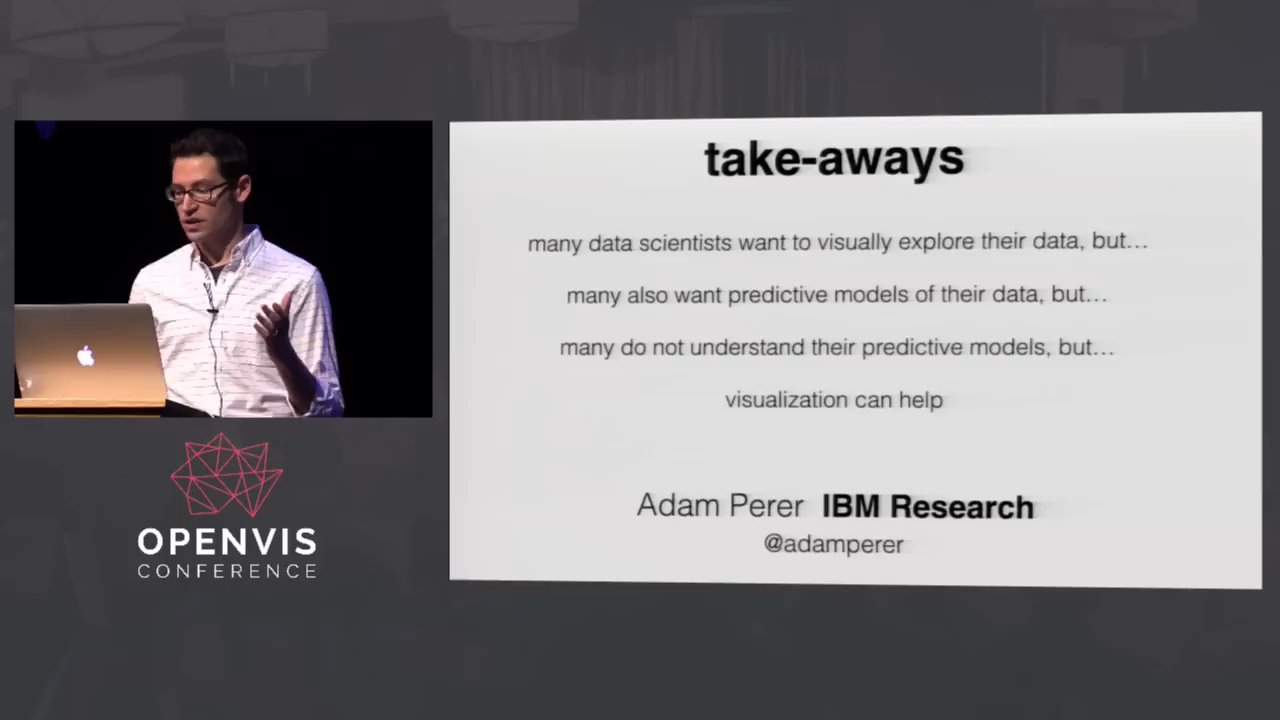 take-aways
many data scientists want to visually explore their data, but…
many also want predictive models of their data, but…
many do not understand their predictive models, but…
visualization can help
Adam Perer IBM Research
@adamperer
OPENVIS
CONFERENCE